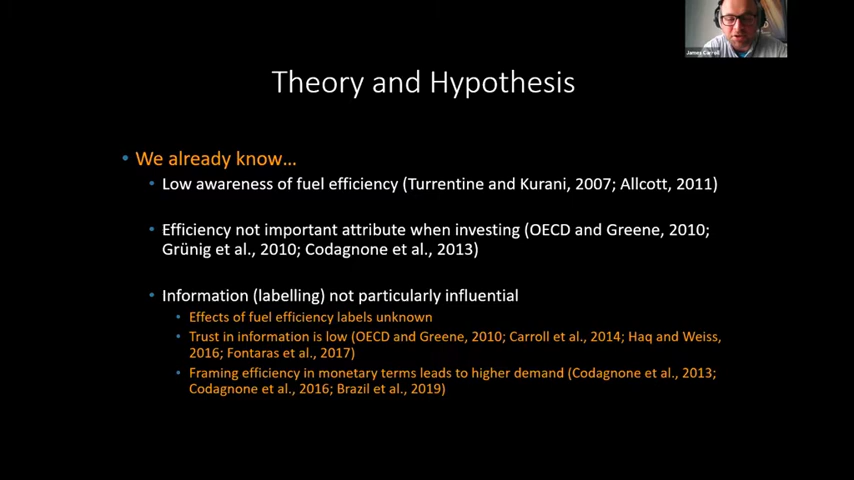 James Carroll
Theory and Hypothesis
• We already know…
• Low awareness of fuel efficiency (Turrentine and Kurani, 2007; Allcott, 2011)
• Efficiency not important attribute when investing (OECD and Greene, 2010;
Grünig et al., 2010; Codagnone et al., 2013)
• Information (labelling) not particularly influential
• Effects of fuel efficiency labels unknown
• Trust in information is low (OECD and Greene, 2010; Carroll et al., 2014; Haq and Weiss,
2016; Fontaras et al., 2017)
• Framing efficiency in monetary terms leads to higher demand (Codagnone et al., 2013;
Codagnone et al., 2016; Brazil et al., 2019)